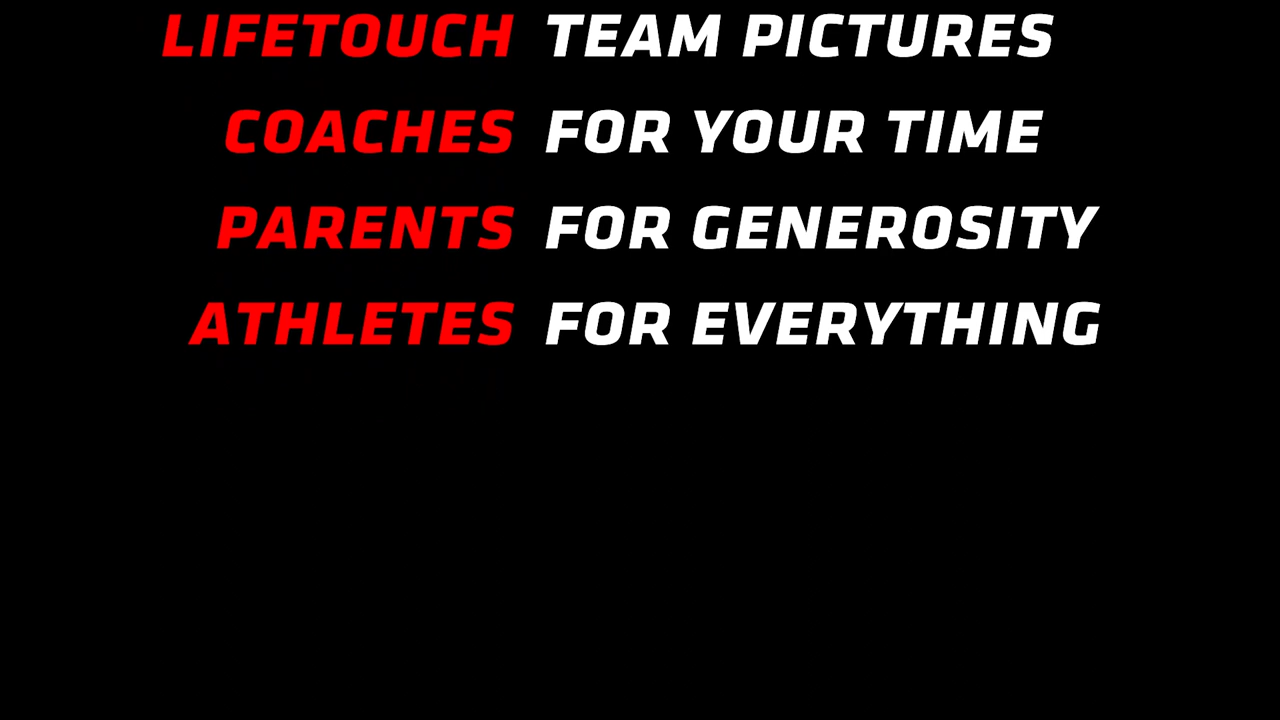 LIFETOUCH TEAM PICTURES
COACHES FOR YOUR TIME
PARENTS FOR GENEROSITY
ATHLETES FOR EVERYTHING